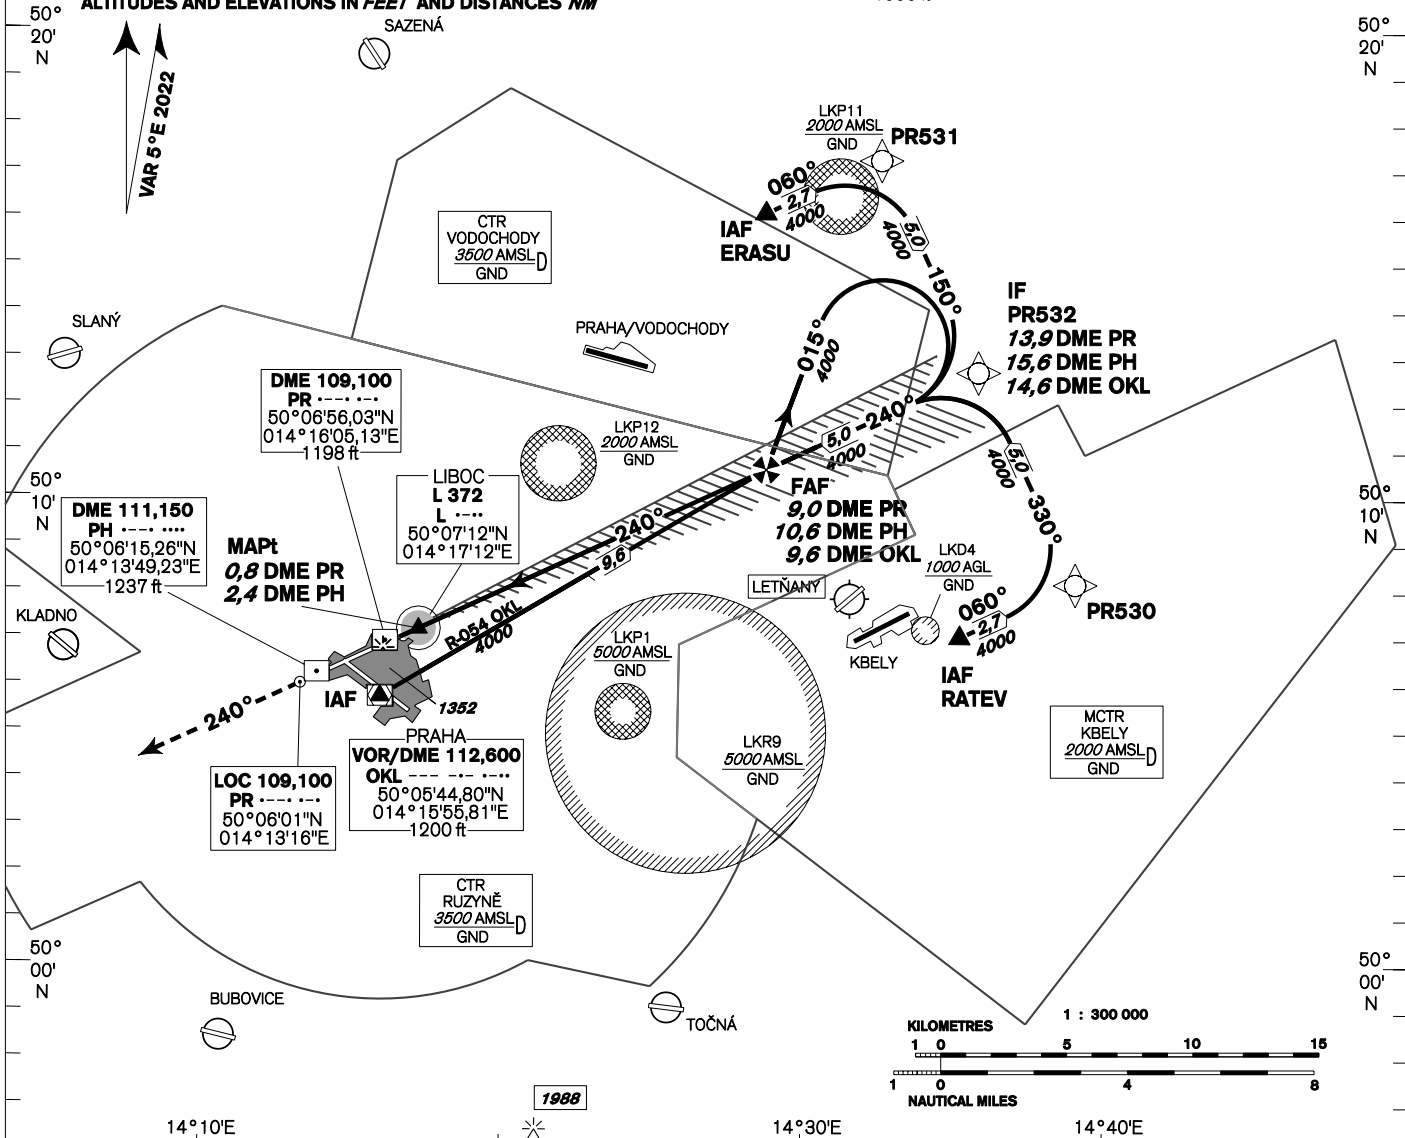 ALTITUDES AND ELEVATIONS IN FEET AND DISTANCES NM
50°
20'
N
50°
20'
N
SAZENÁ
VAR 5°E 2022
LKP11
2000 AMSL
GND
PR531
060°
2,7
4000
IAF
ERASU
5,0
4000
150°
CTR
VODOCHODY
3500 AMSL
GND
D
SLANÝ
PRAHA/VODOCHODY
IF
PR532
13,9 DME PR
15,6 DME PH
14,6 DME OKL
015°
4000
DME 109,100
PR ·--· ·-·
50°06'56,03"N
014°16'05,13"E
1198 ft
LKP12
2000 AMSL
GND
240°
5,0
4000
5,0
4000
330°
LIBOC
L 372
L ·-··
50°07'12"N
014°17'12"E
FAF
9,0 DME PR
10,6 DME PH
9,6 DME OKL
50°
10'
N
50°
10'
N
DME 111,150
PH ·--· ····
50°06'15,26"N
014°13'49,23"E
1237 ft
MAPt
0,8 DME PR
2,4 DME PH
240°
9,6
LKD4
1000 AGL
GND
LETŇANY
KLADNO
R-054 OKL
4000
LKP1
5000 AMSL
GND
KBELY
060°
2,7
4000
PR530
IAF
RATEV
IAF
1352
240°
PRAHA
VOR/DME 112,600
OKL --- -·- ·-··
50°05'44,80"N
014°15'55,81"E
1200 ft
LKR9
5000 AMSL
GND
MCTR
KBELY
2000 AMSL
GND
D
LOC 109,100
PR ·--· ·-·
50°06'01"N
014°13'16"E
CTR
RUZYNĚ
3500 AMSL
GND
D
50°
00'
N
50°
00'
N
BUBOVICE
TOČNÁ
1 : 300 000
KILOMETRES
1 0 5 10 15
1 0 4 8
NAUTICAL MILES
1988
14°10'E
14°30'E
14°40'E